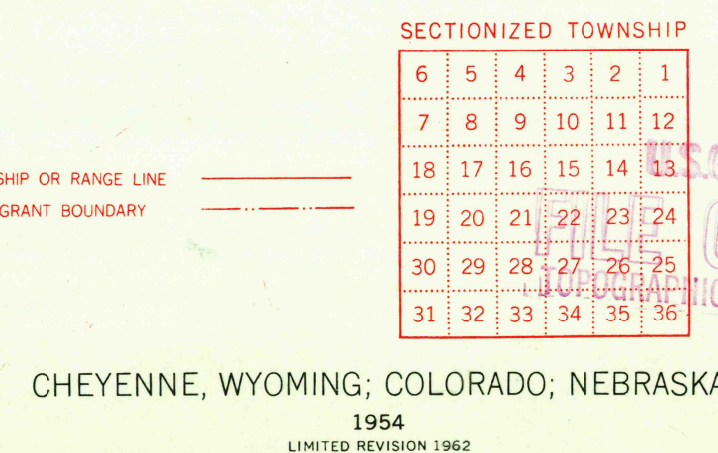 SECTIONIZED TOWNSHIP
6 5 4 3 2 1
7 8 9 10 11 12
18 17 16 15 14 13
19 20 21 22 23 24
30 29 28 27 26 25
31 32 33 34 35 36
SHIP OR RANGE LINE
GRANT BOUNDARY
U.S.
FILE
TOPOGRAPHIC
CHEYENNE, WYOMING; COLORADO; NEBRASKA
1954
LIMITED REVISION 1962